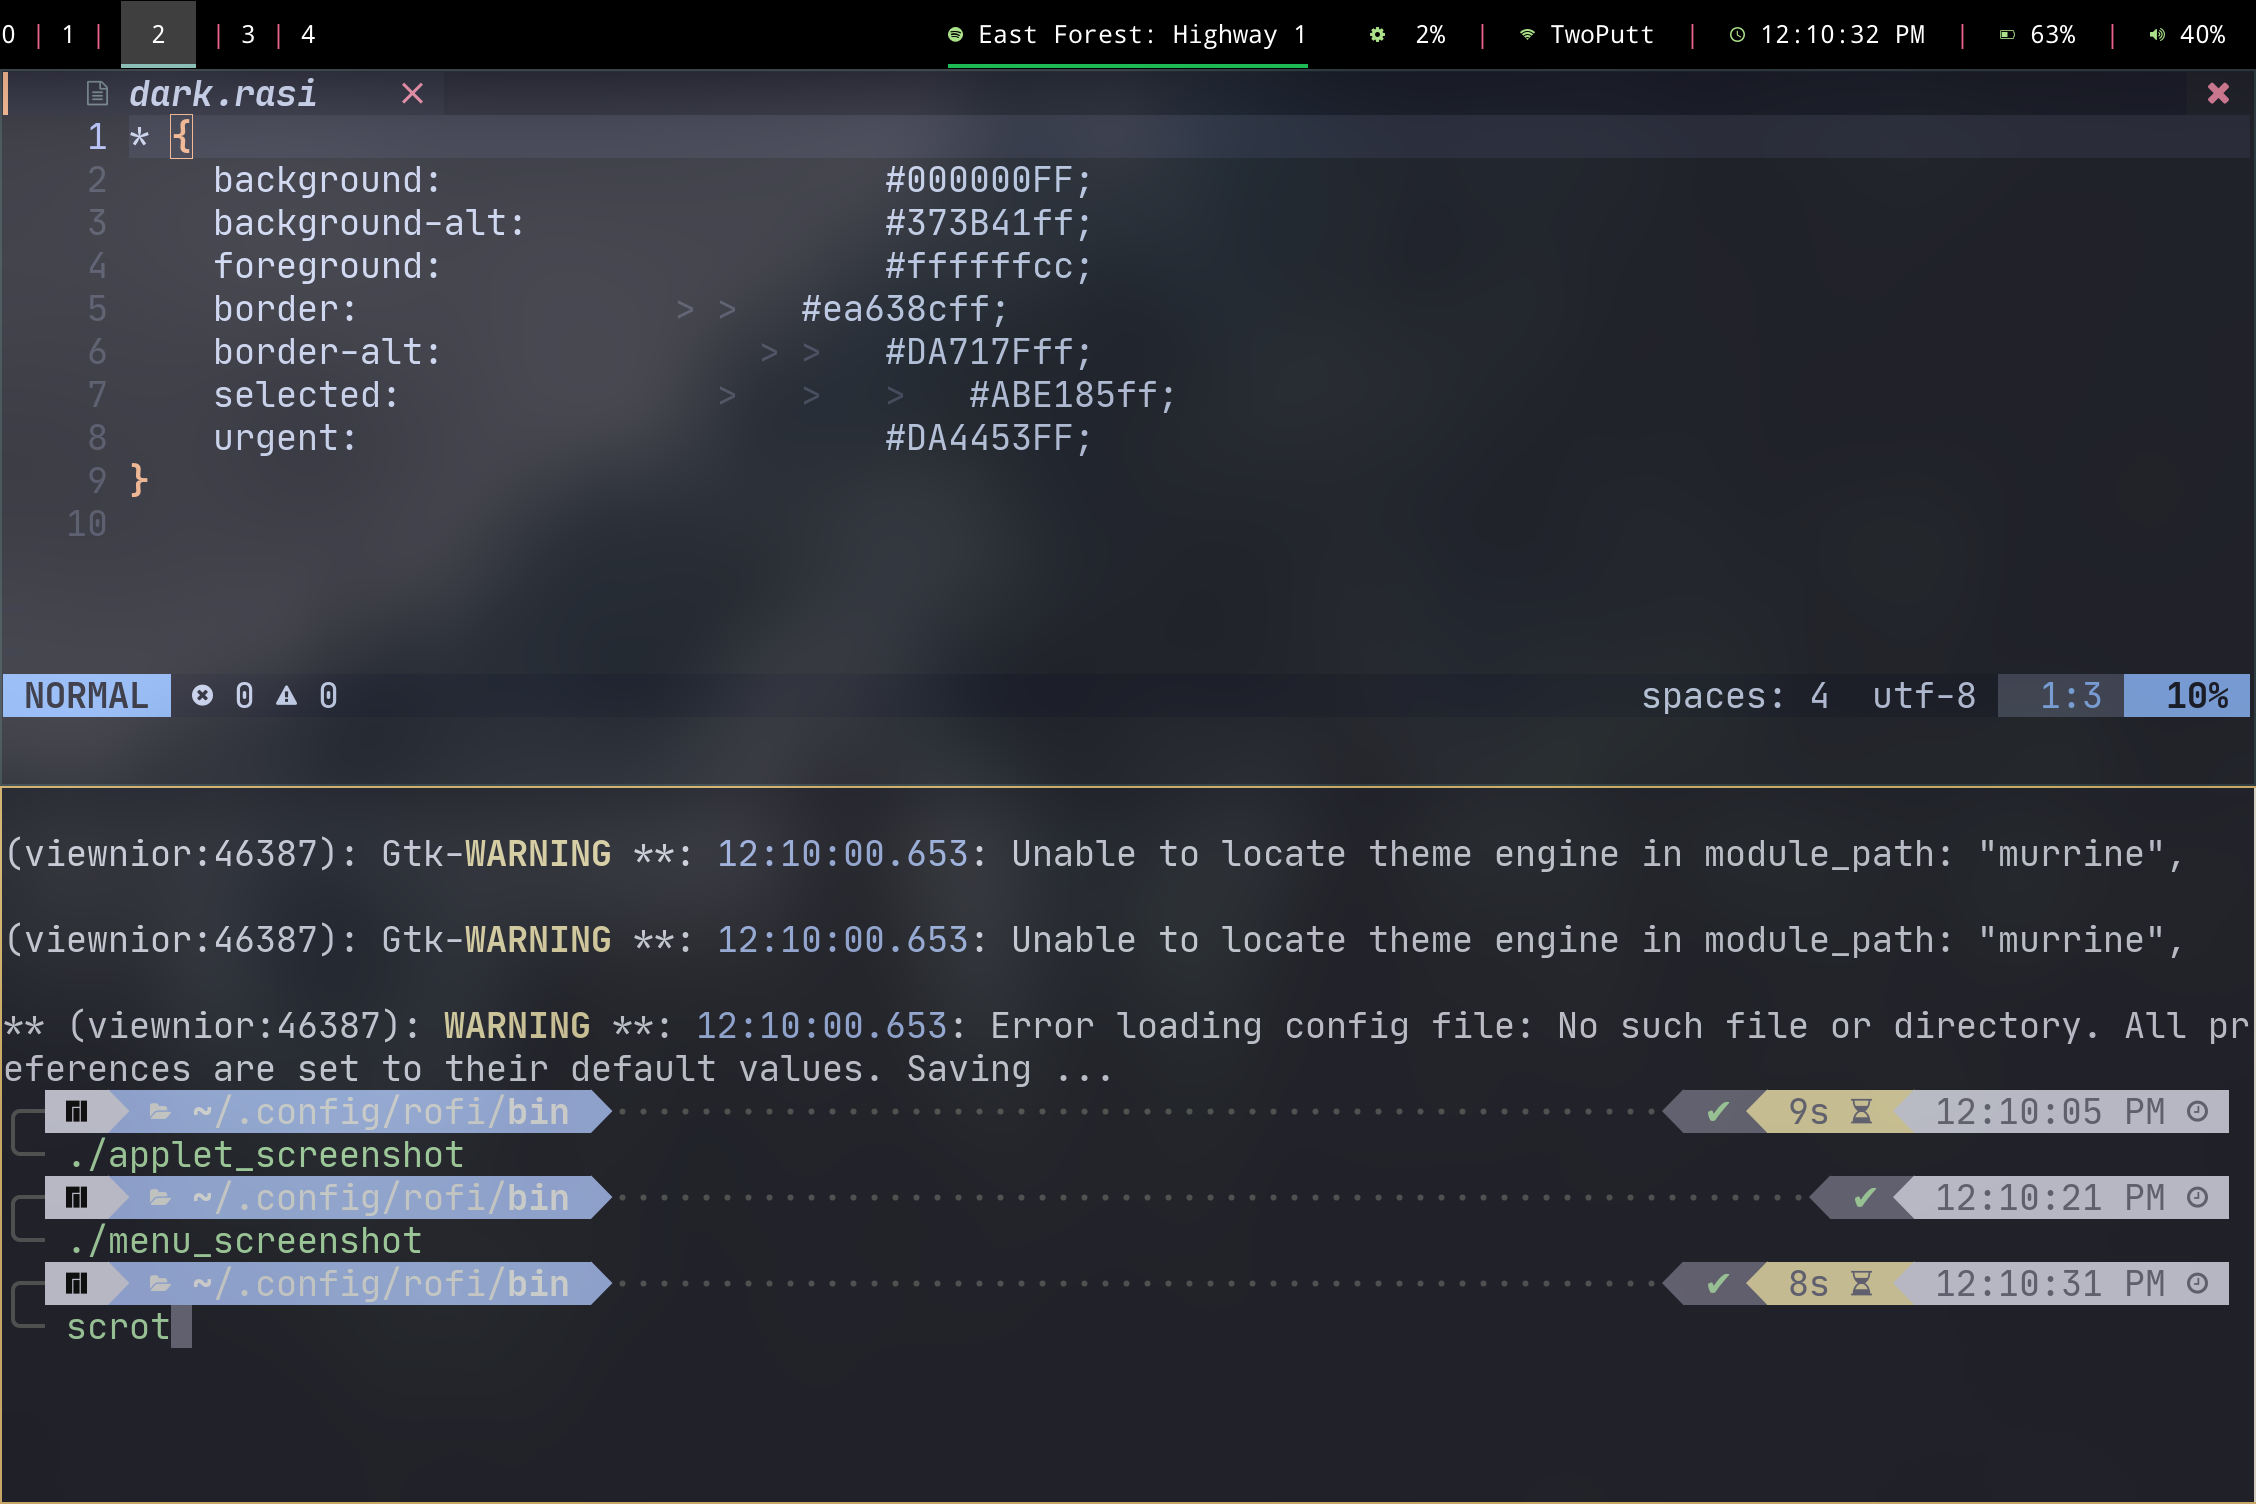 0 | 1 | 2 | 3 | 4 East Forest: Highway 1 2% | TwoPutt | 12:10:32 PM | 63% | 40%
dark.rasi
1 * {
2 background: #000000FF;
3 background-alt: #373B41ff;
4 foreground: #ffffffcc;
5 border: > > #ea638cff;
6 border-alt: > > #DA717Fff;
7 selected: > > > #ABE185ff;
8 urgent: #DA4453FF;
9 }
10
NORMAL 0 0 spaces: 4 utf-8 1:3 10%
(viewnior:46387): Gtk-WARNING **: 12:10:00.653: Unable to locate theme engine in module_path: "murrine",
(viewnior:46387): Gtk-WARNING **: 12:10:00.653: Unable to locate theme engine in module_path: "murrine",
** (viewnior:46387): WARNING **: 12:10:00.653: Error loading config file: No such file or directory. All pr
eferences are set to their default values. Saving ...
~/.config/rofi/bin ✔ 9s 12:10:05 PM
./applet_screenshot
~/.config/rofi/bin ✔ 12:10:21 PM
./menu_screenshot
~/.config/rofi/bin ✔ 8s 12:10:31 PM
scrot